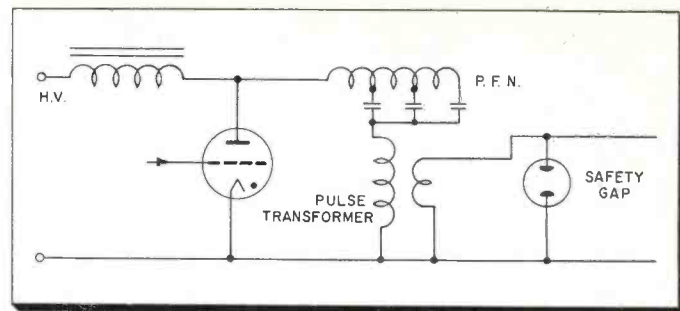 H.V.
P. F. N.
PULSE
TRANSFORMER
SAFETY
GAP